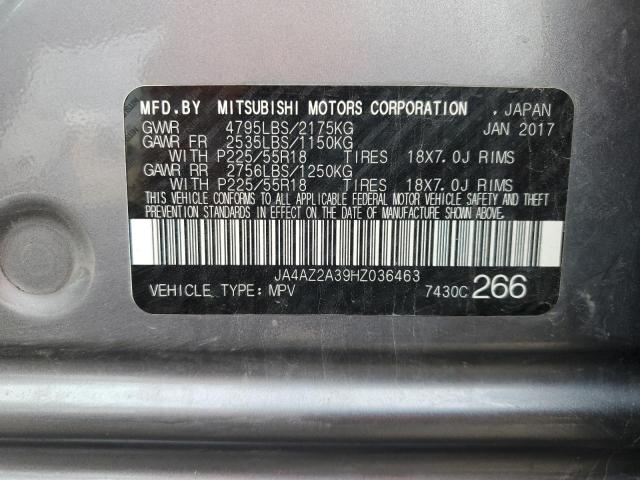 MFD.BY MITSUBISHI MOTORS CORPORATION , JAPAN
GVWR 4795LBS/2175KG JAN 2017
GAWR FR 2535LBS/1150KG
WITH P225/55R18 TIRES 18X7.0J RIMS
GAWR RR 2756LBS/1250KG
WITH P225/55R18 TIRES 18X7.0J RIMS
THIS VEHICLE CONFORMS TO ALL APPLICABLE FEDERAL MOTOR VEHICLE SAFETY AND THEFT
PREVENTION STANDARDS IN EFFECT ON THE DATE OF MANUFACTURE SHOWN ABOVE.
JA4AZ2A39HZ036463
VEHICLE TYPE: MPV 7430C 266